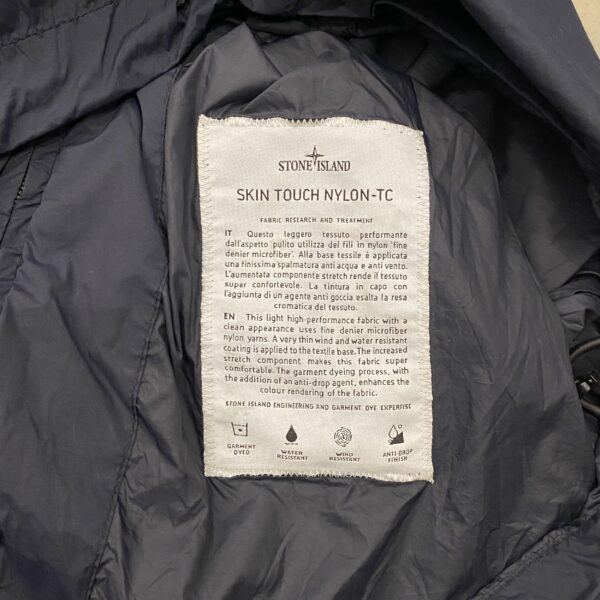 STONE ISLAND
SKIN TOUCH NYLON-TC
FABRIC RESEARCH AND TREATMENT
IT Questo leggero tessuto performante
dall'aspetto pulito utilizza dei fili in nylon 'fine
denier microfiber'. Alla base tessile è applicata
una finissima spalmatura anti acqua e anti vento.
L'aumentata componente stretch rende il tessuto
super confortevole. La tintura in capo con
l'aggiunta di un agente anti goccia esalta la resa
cromatica del tessuto.
EN This light high-performance fabric with a
clean appearance uses fine denier microfiber
nylon yarns. A very thin wind and water resistant
coating is applied to the textile base. The increased
stretch component makes this fabric super
comfortable. The garment dyeing process, with
the addition of an anti-drop agent, enhances the
colour rendering of the fabric.
STONE ISLAND ENGINEERING AND GARMENT DYE EXPERTISE
GARMENT DYED
WATER RESISTANT
WIND RESISTANT
ANTI-DROP FINISH